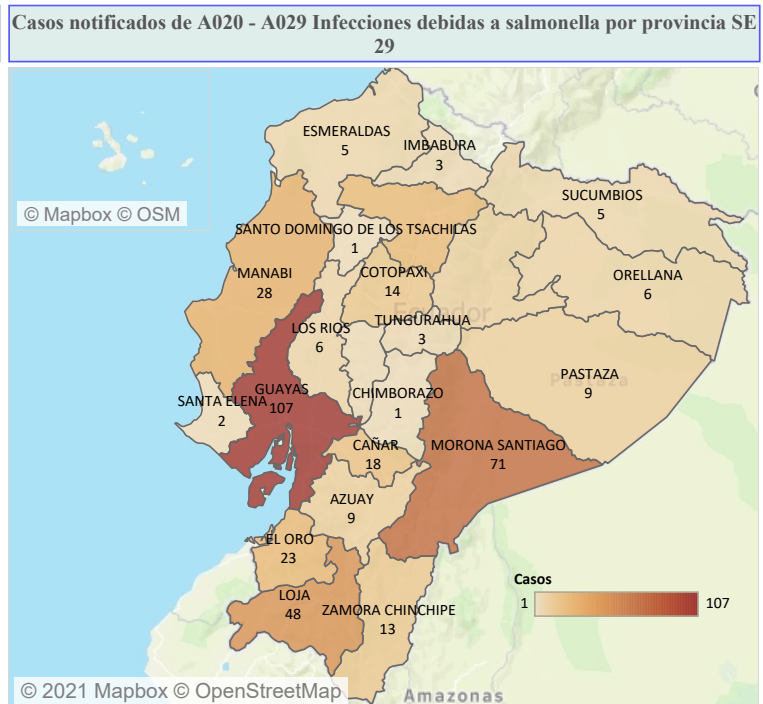 Casos notificados de A020 - A029 Infecciones debidas a salmonella por provincia SE
29
ESMERALDAS
5
IMBABURA
3
SUCUMBIOS
5
© Mapbox © OSM
SANTO DOMINGO DE LOS TSACHILAS
1
MANABI
28
COTOPAXI
14
ORELLANA
6
Ecuador
LOS RIOS
6
TUNGURAHUA
3
PASTAZA
9
Pastaza
GUAYAS
107
SANTA ELENA
2
CHIMBORAZO
1
CAÑAR
18
MORONA SANTIAGO
71
AZUAY
9
EL ORO
23
Casos
1
107
LOJA
48
ZAMORA CHINCHIPE
13
© 2021 Mapbox © OpenStreetMap
Amazonas